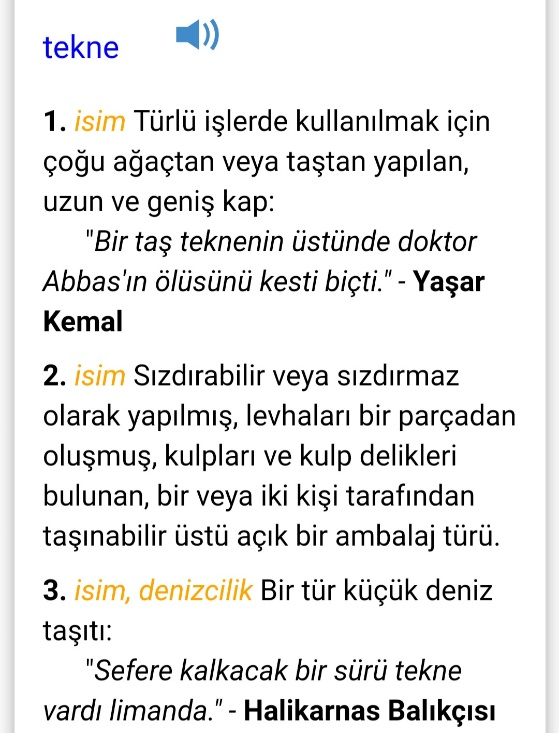 tekne
1. isim Türlü işlerde kullanılmak için
çoğu ağaçtan veya taştan yapılan,
uzun ve geniş kap:
"Bir taş teknenin üstünde doktor
Abbas'ın ölüsünü kesti biçti." - Yaşar
Kemal
2. isim Sızdırabilir veya sızdırmaz
olarak yapılmış, levhaları bir parçadan
oluşmuş, kulpları ve kulp delikleri
bulunan, bir veya iki kişi tarafından
taşınabilir üstü açık bir ambalaj türü.
3. isim, denizcilik Bir tür küçük deniz
taşıtı:
"Sefere kalkacak bir sürü tekne
vardı limanda." - Halikarnas Balıkçısı